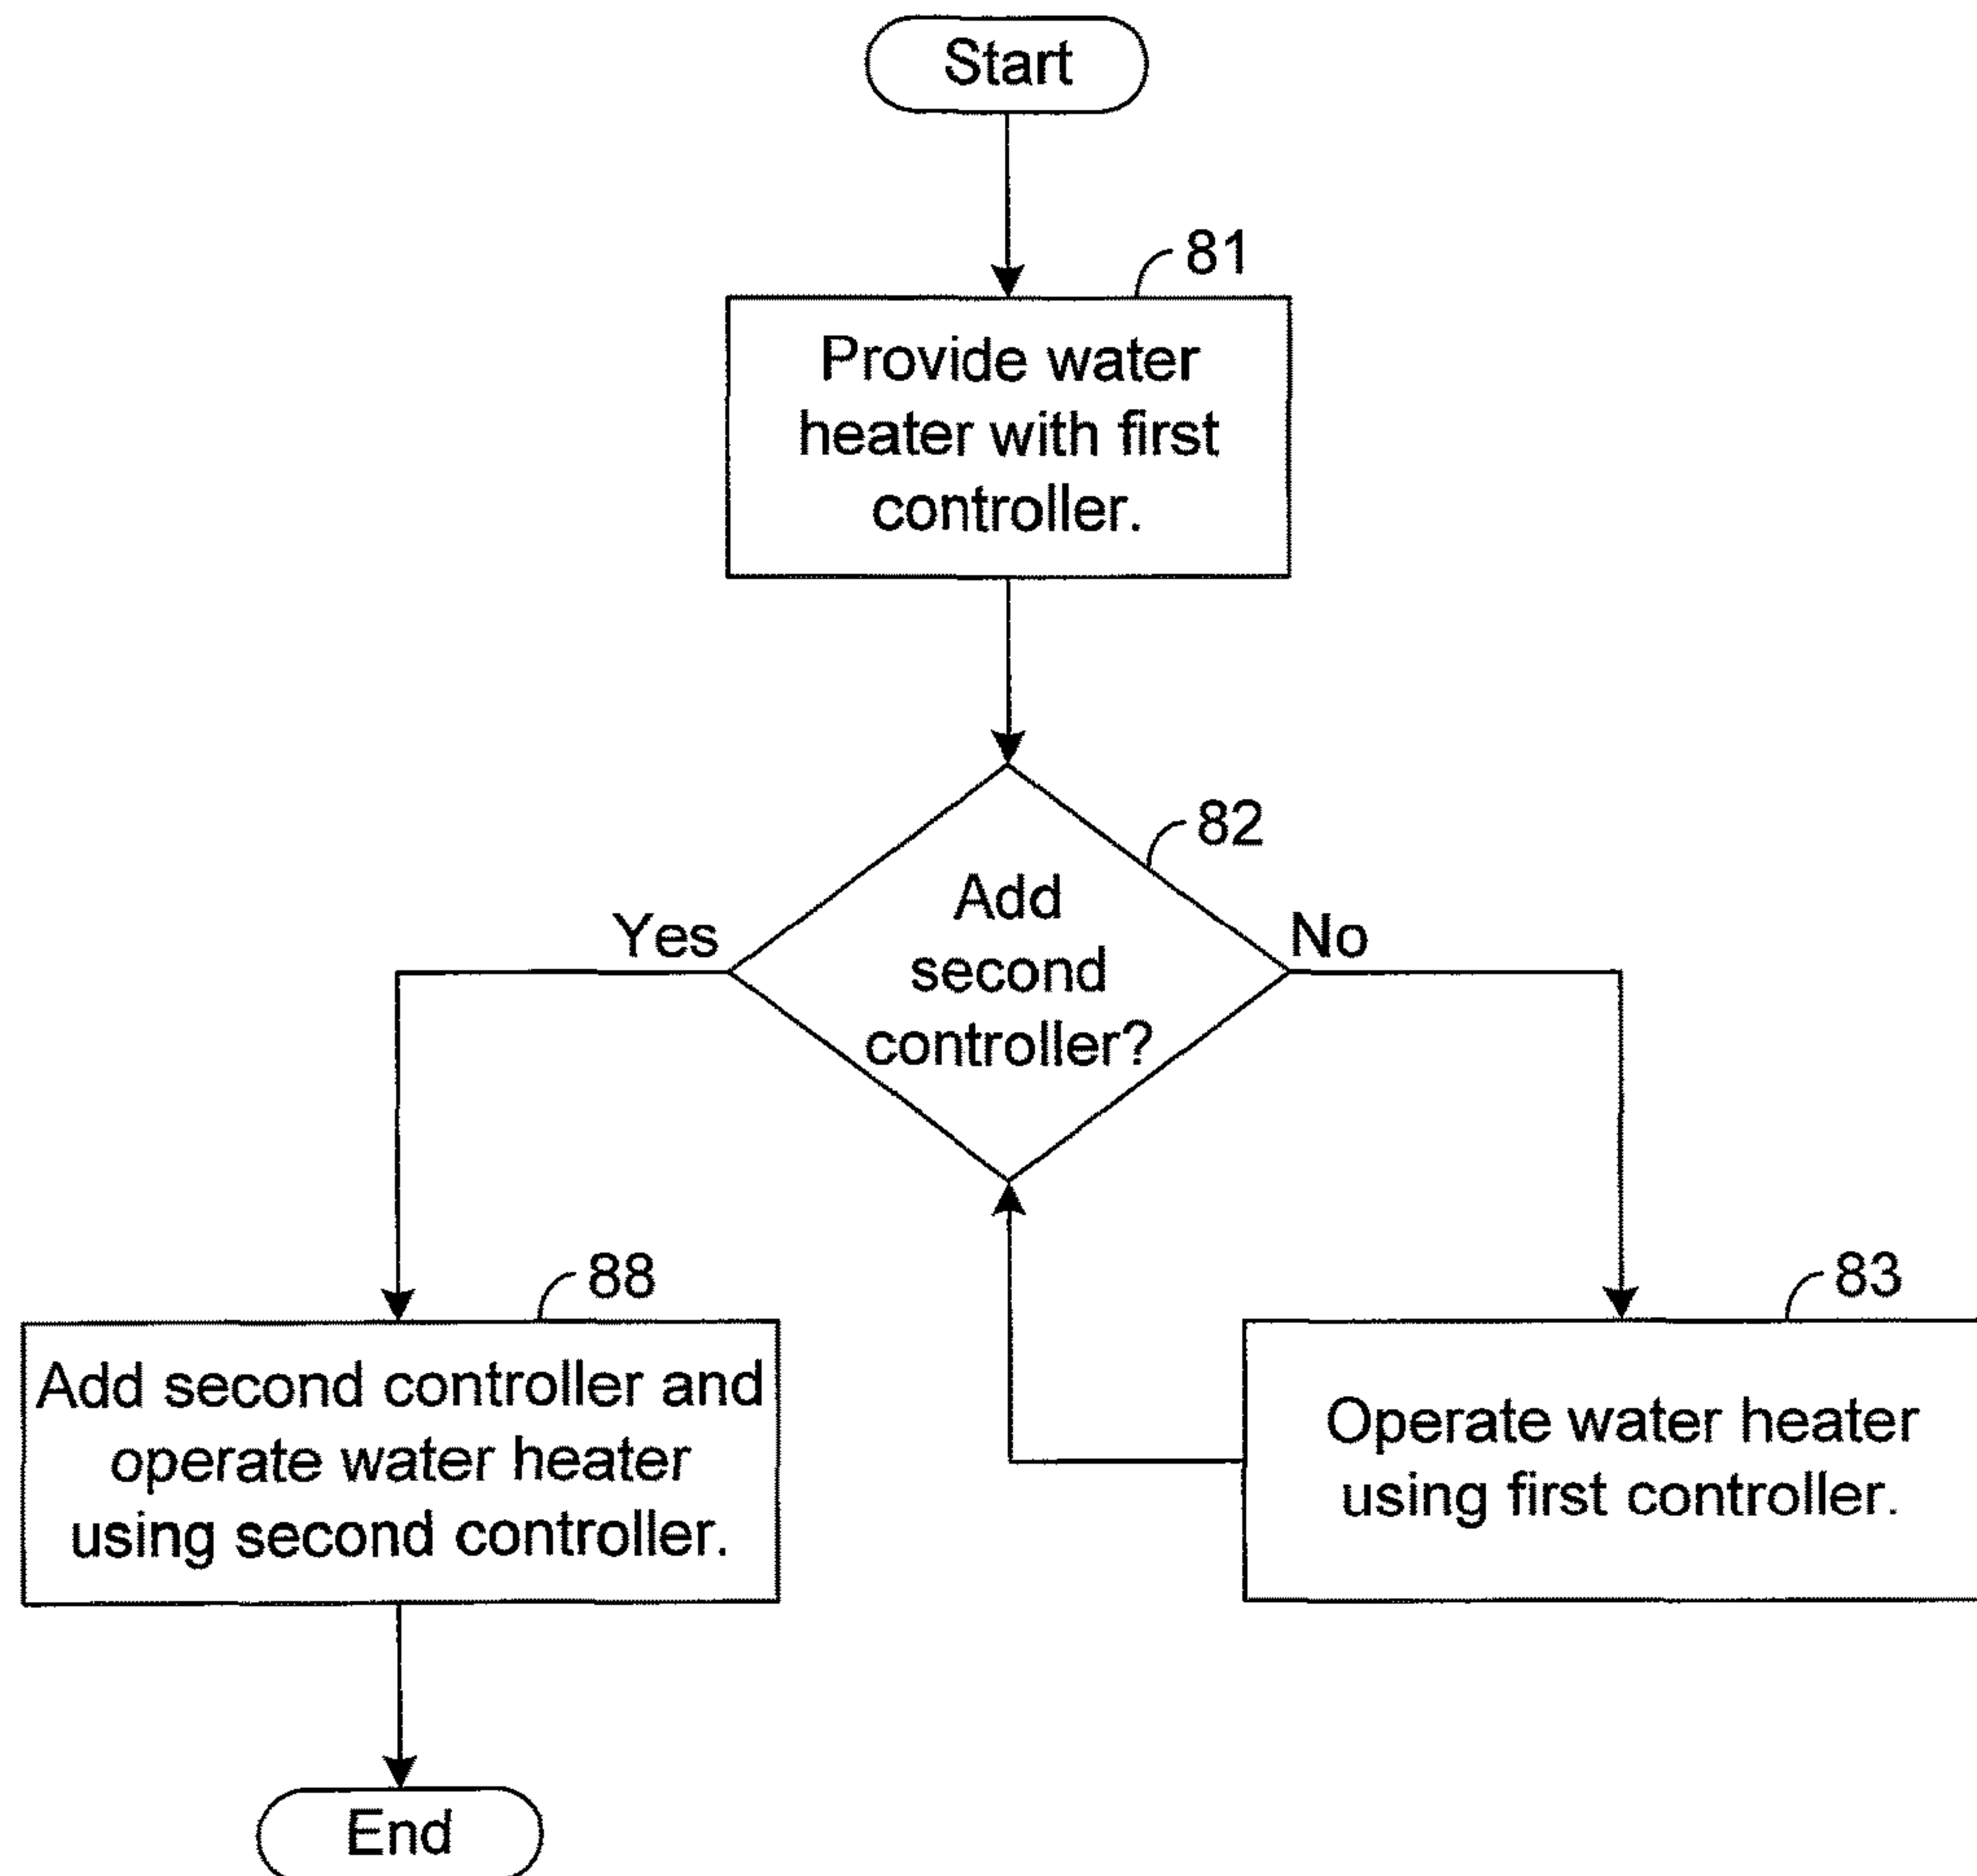 Start
81
Provide water
heater with first
controller.
82
Add
second
controller?
Yes
No
88
Add second controller and
operate water heater
using second controller.
83
Operate water heater
using first controller.
End